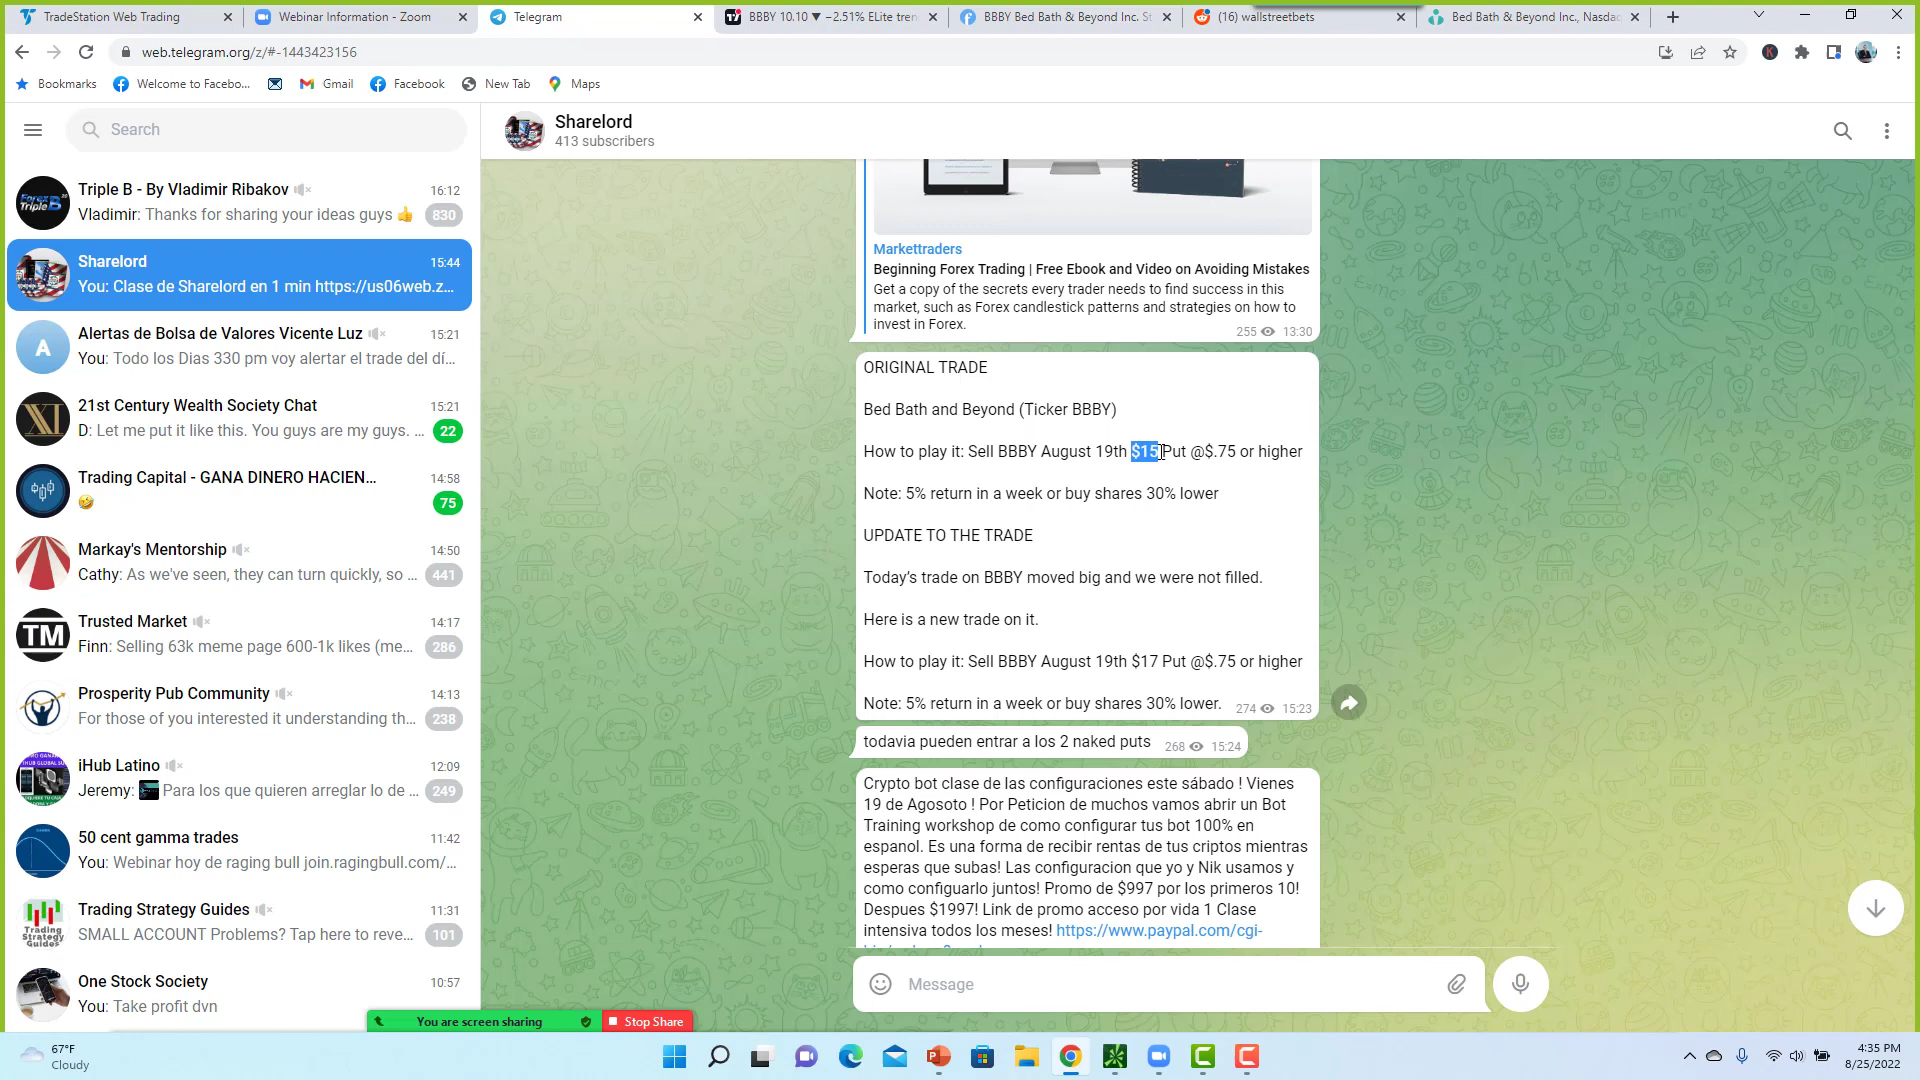 TradeStation Web Trading
Webinar Information - Zoom
Telegram
BBBY 10.10 ▼ −2.51% ELite tren
BBBY Bed Bath & Beyond Inc. St
(16) wallstreetbets
Bed Bath & Beyond Inc., Nasdaq
web.telegram.org/z/#-1443423156
Bookmarks
Welcome to Facebo...
Gmail
Facebook
New Tab
Maps
Search
Sharelord
413 subscribers
Triple B - By Vladimir Ribakov
16:12
Vladimir: Thanks for sharing your ideas guys 👍
830
Sharelord
15:44
You: Clase de Sharelord en 1 min https://us06web.z...
Alertas de Bolsa de Valores Vicente Luz
15:21
You: Todo los Dias 330 pm voy alertar el trade del dí...
A
21st Century Wealth Society Chat
15:21
D: Let me put it like this. You guys are my guys. ...
22
Trading Capital - GANA DINERO HACIEN...
14:58
🤣
75
Markay's Mentorship
14:50
Cathy: As we've seen, they can turn quickly, so ...
441
Trusted Market
14:17
Finn: Selling 63k meme page 600-1k likes (me...
286
TM
Prosperity Pub Community
14:13
For those of you interested it understanding th...
238
iHub Latino
12:09
Jeremy: Para los que quieren arreglar lo de ...
249
50 cent gamma trades
11:42
You: Webinar hoy de raging bull join.ragingbull.com/...
Trading Strategy Guides
11:31
SMALL ACCOUNT Problems? Tap here to reve...
101
Trading
Strategy
Guides
One Stock Society
10:57
You: Take profit dvn
Markettraders
Beginning Forex Trading | Free Ebook and Video on Avoiding Mistakes
Get a copy of the secrets every trader needs to find success in this
market, such as Forex candlestick patterns and strategies on how to
invest in Forex.
255 13:30
ORIGINAL TRADE
Bed Bath and Beyond (Ticker BBBY)
How to play it: Sell BBBY August 19th $15 Put @$.75 or higher
Note: 5% return in a week or buy shares 30% lower
UPDATE TO THE TRADE
Today's trade on BBBY moved big and we were not filled.
Here is a new trade on it.
How to play it: Sell BBBY August 19th $17 Put @$.75 or higher
Note: 5% return in a week or buy shares 30% lower.
274 15:23
todavia pueden entrar a los 2 naked puts
268 15:24
Crypto bot clase de las configuraciones este sábado ! Vienes
19 de Agosoto ! Por Peticion de muchos vamos abrir un Bot
Training workshop de como configurar tus bot 100% en
espanol. Es una forma de recibir rentas de tus criptos mientras
esperas que subas! Las configuracion que yo y Nik usamos y
como configuarlo juntos! Promo de $997 por los primeros 10!
Despues $1997! Link de promo acceso por vida 1 Clase
intensiva todos los meses! https://www.paypal.com/cgi-
Message
You are screen sharing
Stop Share
67°F
Cloudy
4:35 PM
8/25/2022